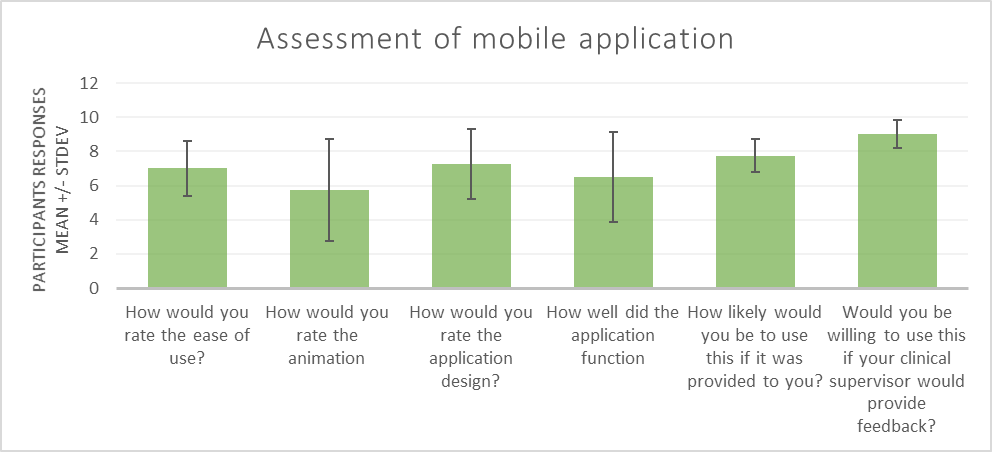 Assessment of mobile application
PARTICIPANTS RESPONSES
MEAN +/- STDEV
12
10
8
6
4
2
0
How would you
rate the ease of
use?
How would you
rate the
animation
How would you
rate the
application
design?
How well did the
application
function
How likely would
you be to use
this if it was
provided to you?
Would you be
willing to use this
if your clinical
supervisor would
provide
feedback?